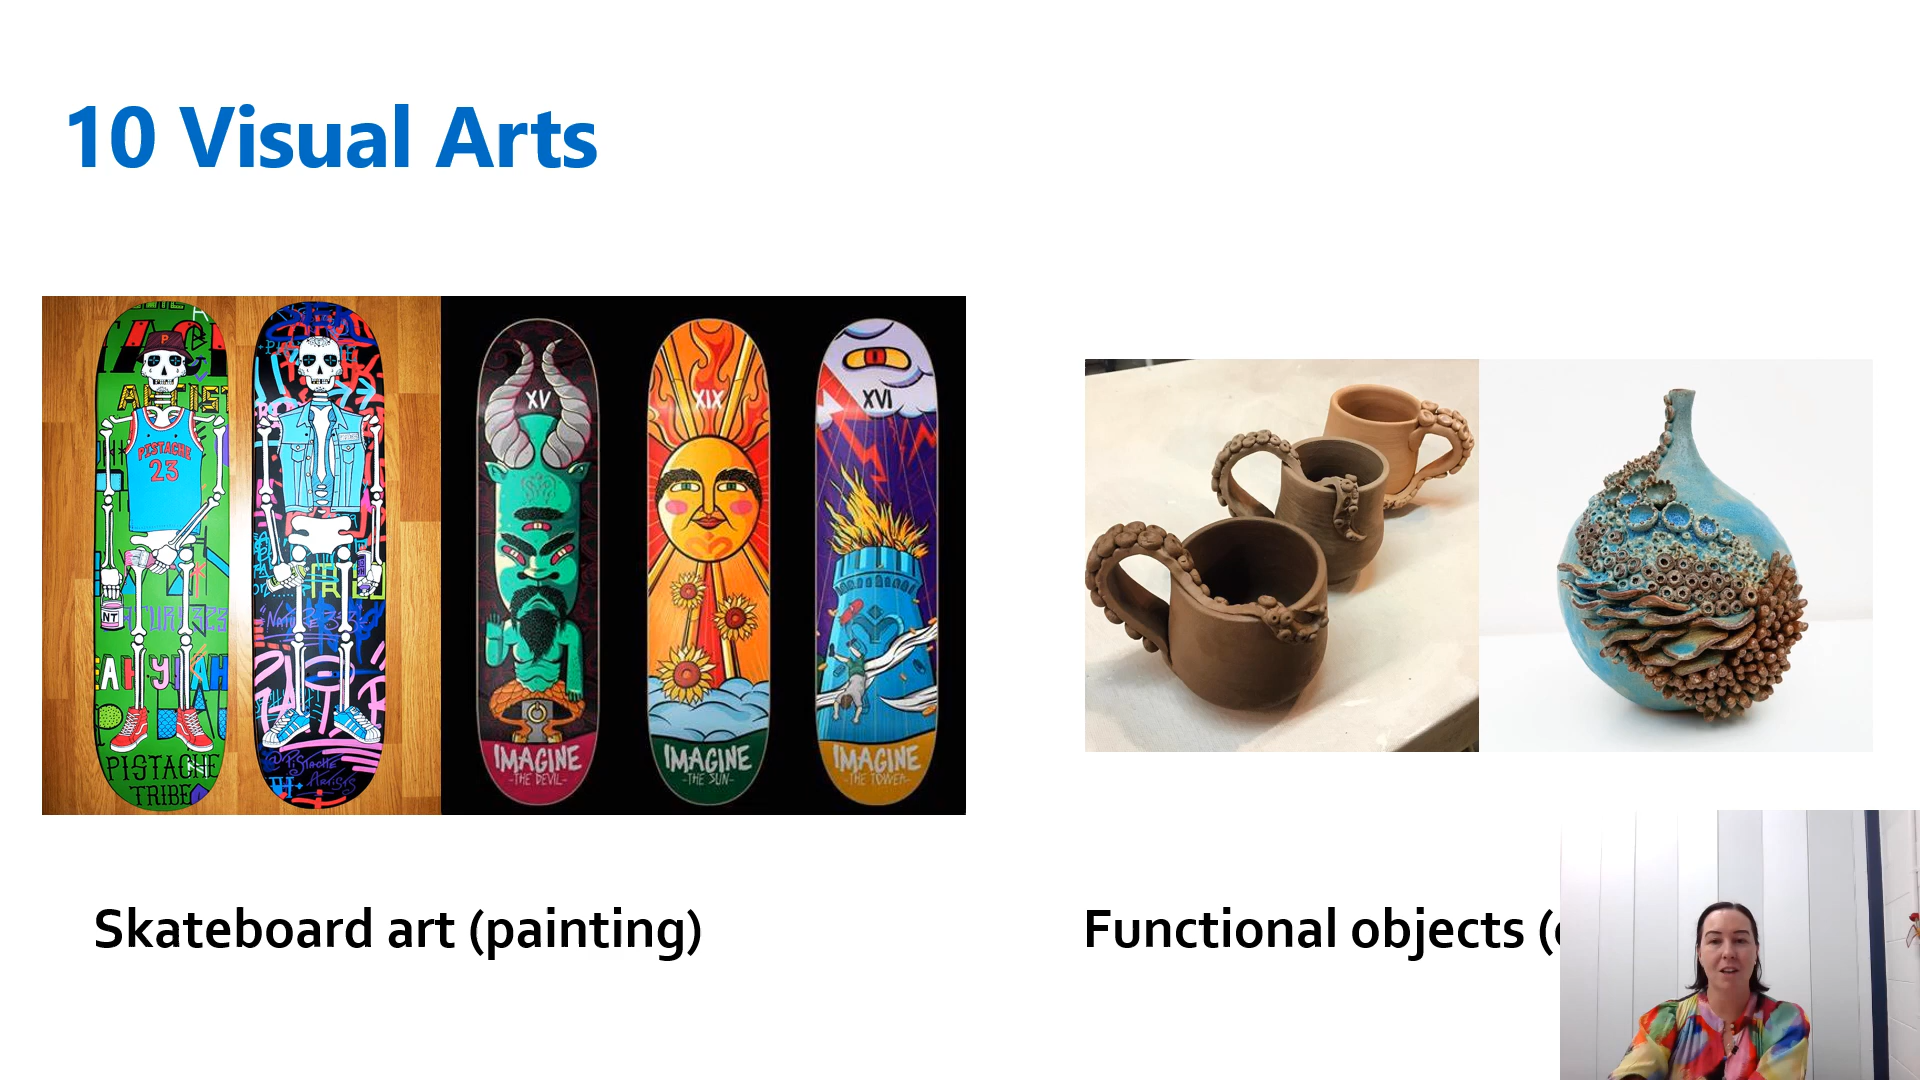 10 Visual Arts
PISTACHE
23
NT
PISTACHE
TRIBE
XV
XIX
XVI
IMAGINE
-THE DEVIL-
IMAGINE
-THE SUN-
IMAGINE
-THE TOWER-
Skateboard art (painting)
Functional objects (